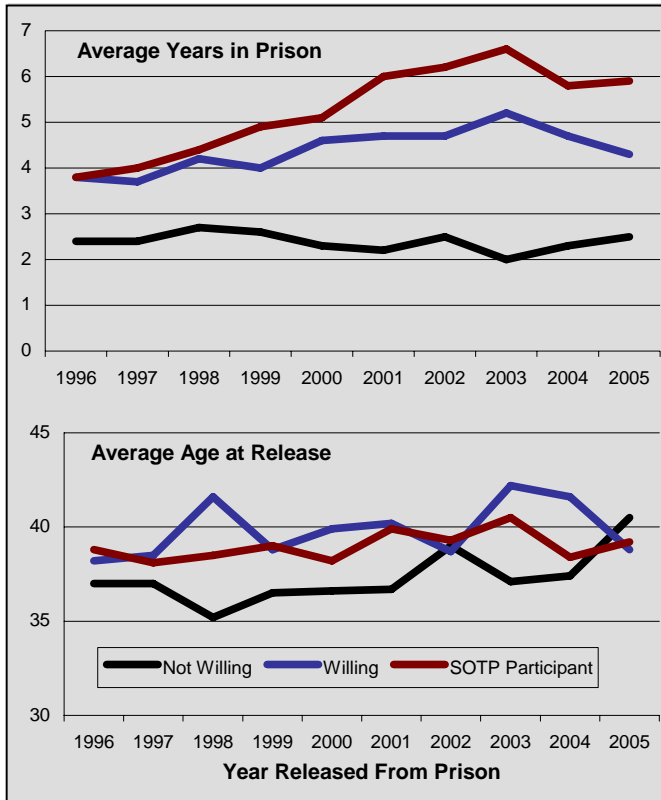 Average Years in Prison
7
6
5
4
3
2
1
0
1996 1997 1998 1999 2000 2001 2002 2003 2004 2005
Average Age at Release
45
40
35
30
Not Willing Willing SOTP Participant
1996 1997 1998 1999 2000 2001 2002 2003 2004 2005
Year Released From Prison